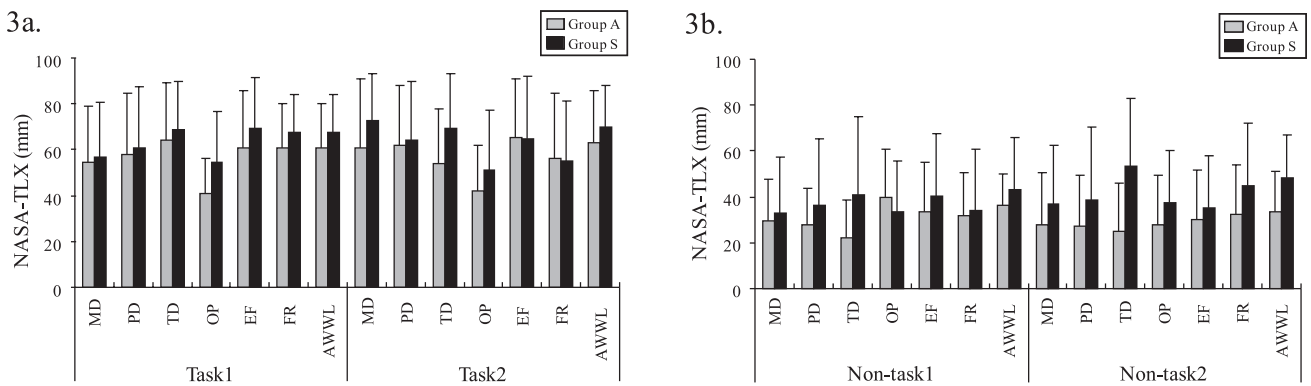 3a.
Group A
Group S
NASA-TLX (mm)
100
80
60
40
20
0
MD PD TD OP EF FR AWWL MD PD TD OP EF FR AWWL
Task1 Task2
3b.
Group A
Group S
NASA-TLX (mm)
100
80
60
40
20
0
MD PD TD OP EF FR AWWL MD PD TD OP EF FR AWWL
Non-task1 Non-task2